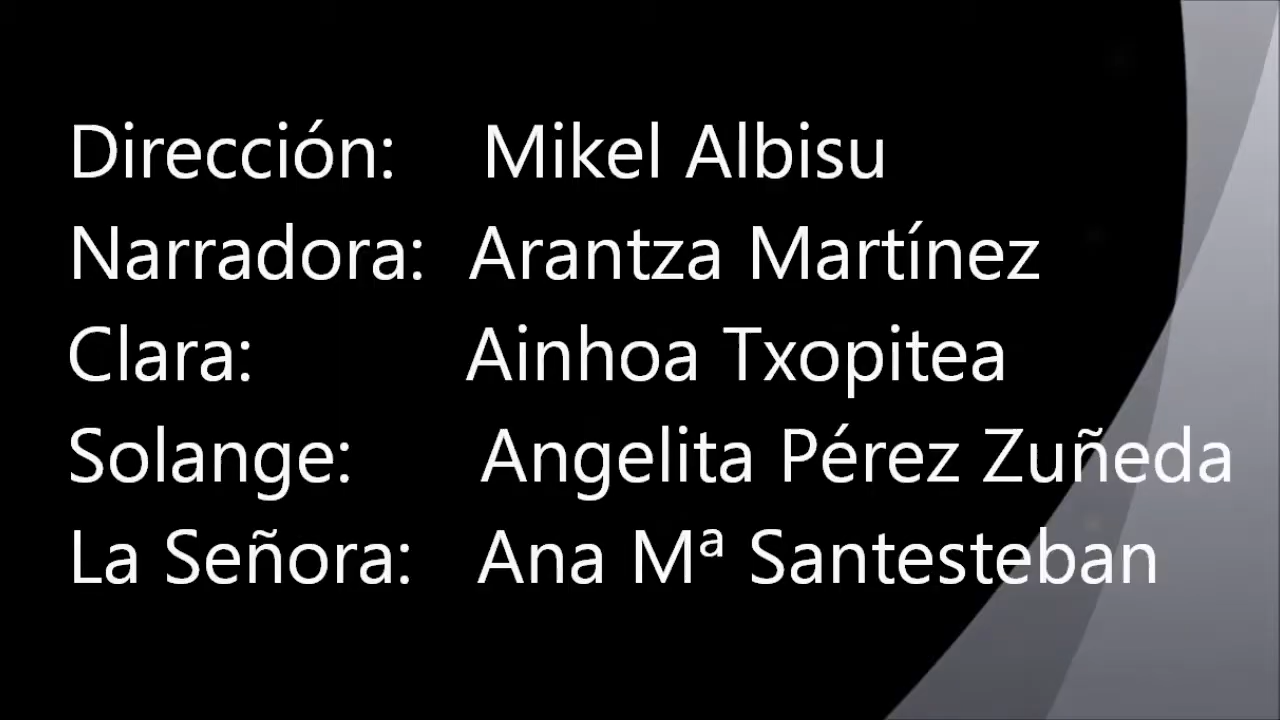 Dirección: Mikel Albisu
Narradora: Arantza Martínez
Clara: Ainhoa Txopitea
Solange: Angelita Pérez Zuñeda
La Señora: Ana Mª Santesteban